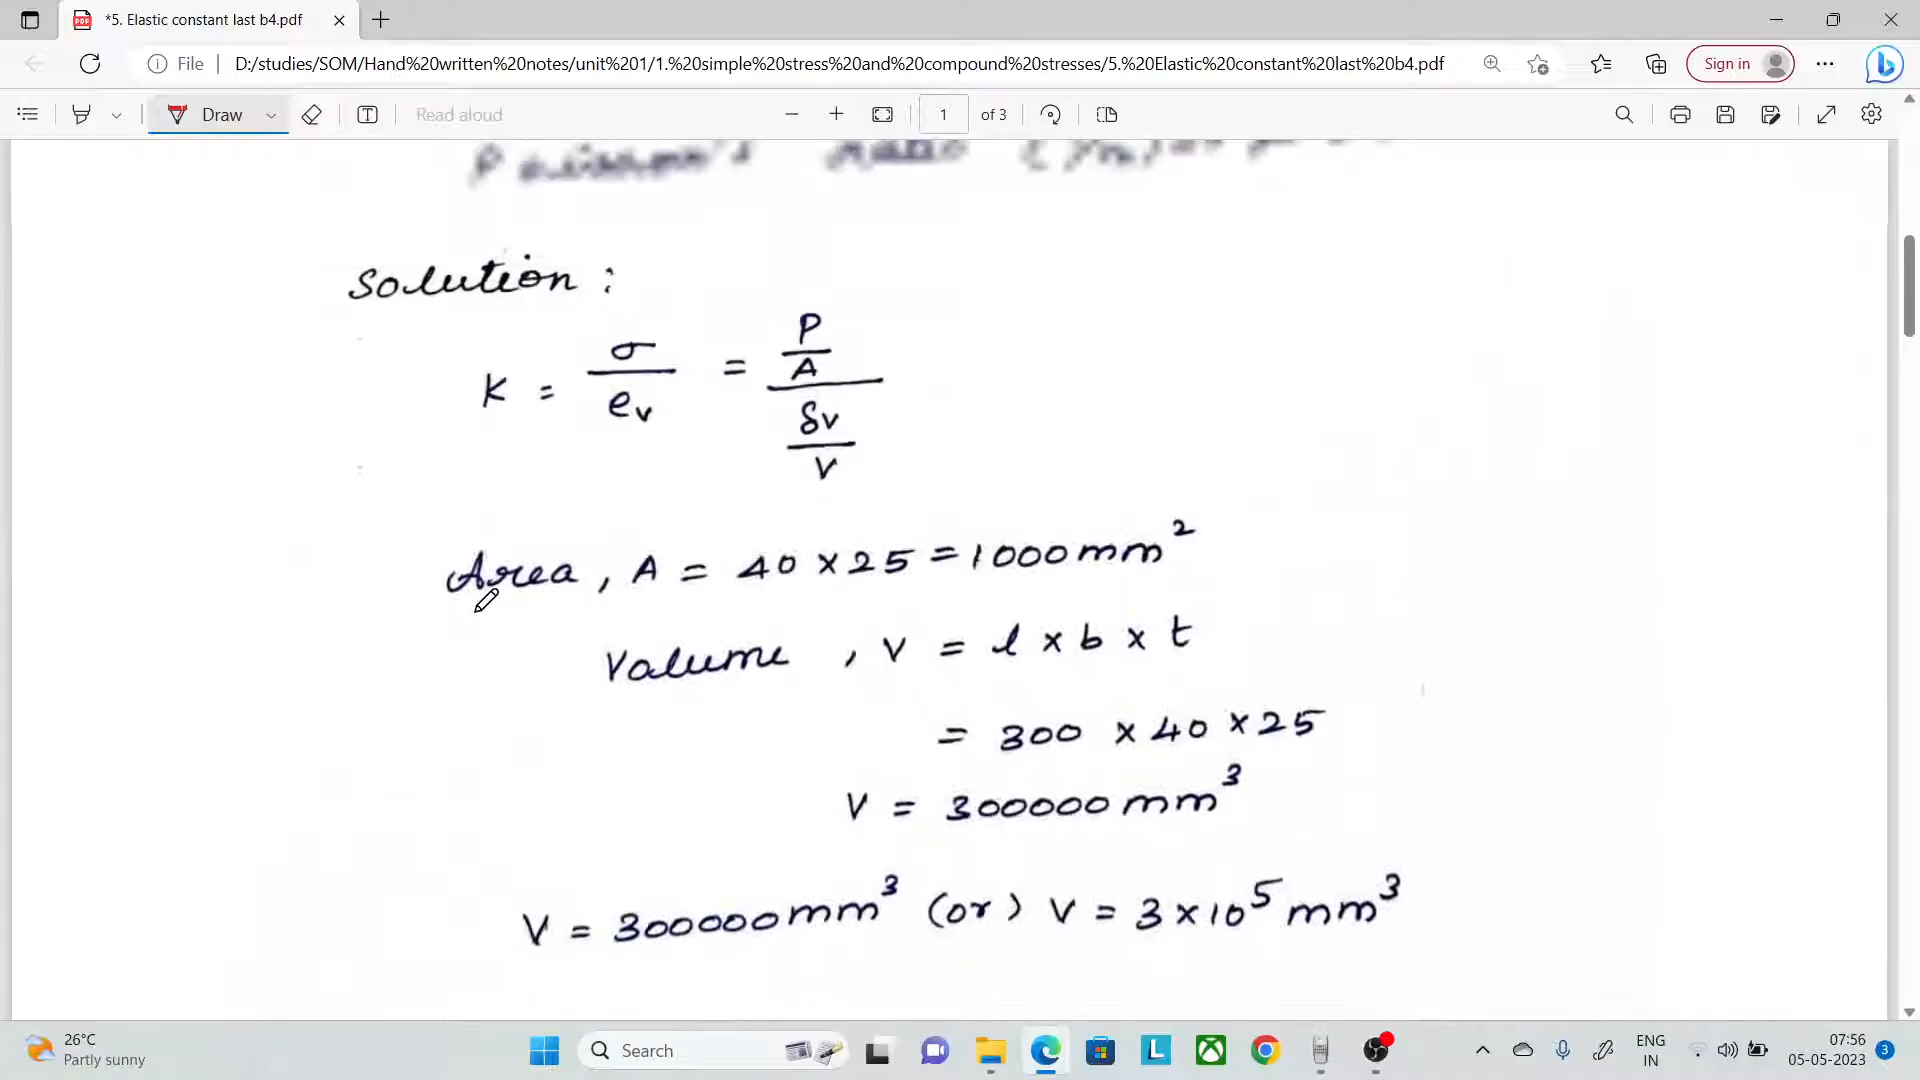 *5. Elastic constant last b4.pdf
File | D:/studies/SOM/Hand%20written%20notes/unit%201/1.%20simple%20stress%20and%20compound%20stresses/5.%20Elastic%20constant%20last%20b4.pdf
Sign in
Draw
Read aloud
1 of 3
Solution :
K = σ/e_v = (P/A)/(δv/V)
Area, A = 40 × 25 = 1000 mm²
Valume, V = l × b × t
= 300 × 40 × 25
V = 300000 mm³
V = 300000 mm³ (or) V = 3 × 10⁵ mm³
26°C
Partly sunny
Search
ENG
IN
07:56
05-05-2023
3